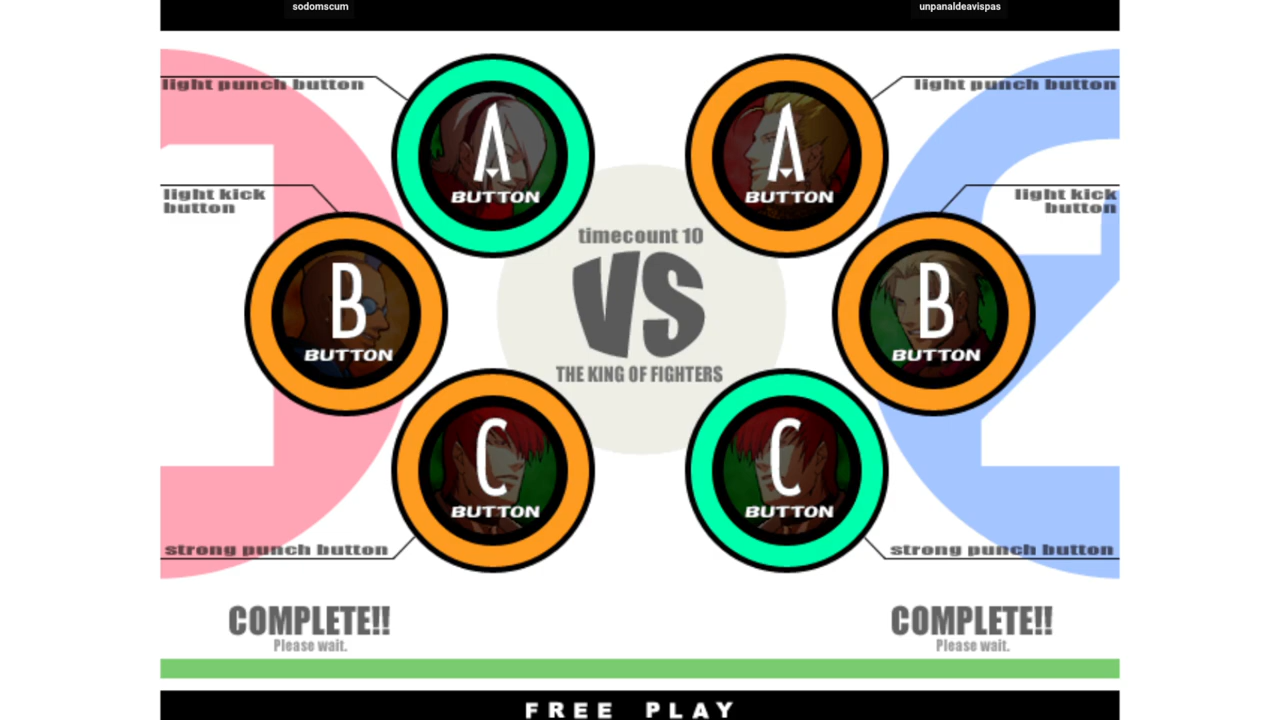 sodomscum
unpanaldeavispas
light punch button
A
BUTTON
A
BUTTON
light punch button
light kick
button
B
BUTTON
timecount 10
VS
THE KING OF FIGHTERS
light kick
button
B
BUTTON
C
BUTTON
C
BUTTON
strong punch button
strong punch button
COMPLETE!!
Please wait.
COMPLETE!!
Please wait.
1
2
FREE PLAY